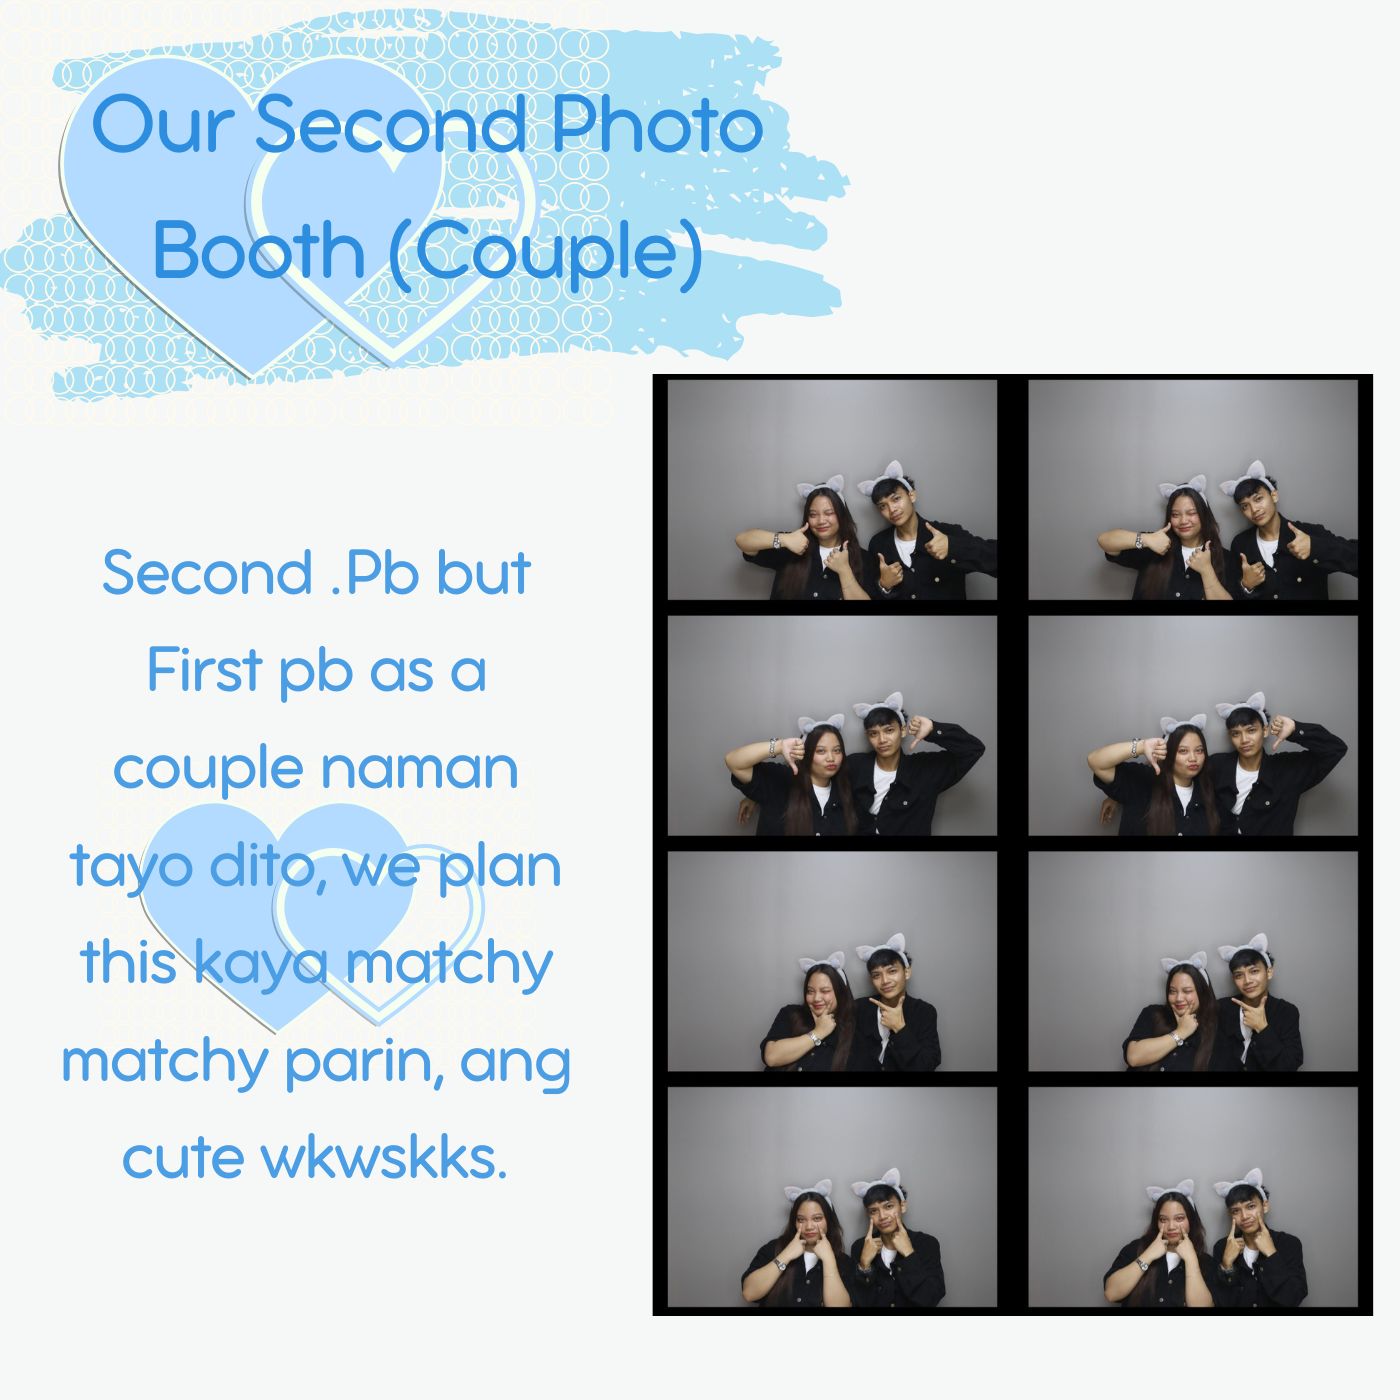 Our Second Photo
Booth (Couple)
Second .Pb but
First pb as a
couple naman
tayo dito, we plan
this kaya matchy
matchy parin, ang
cute wkwskks.